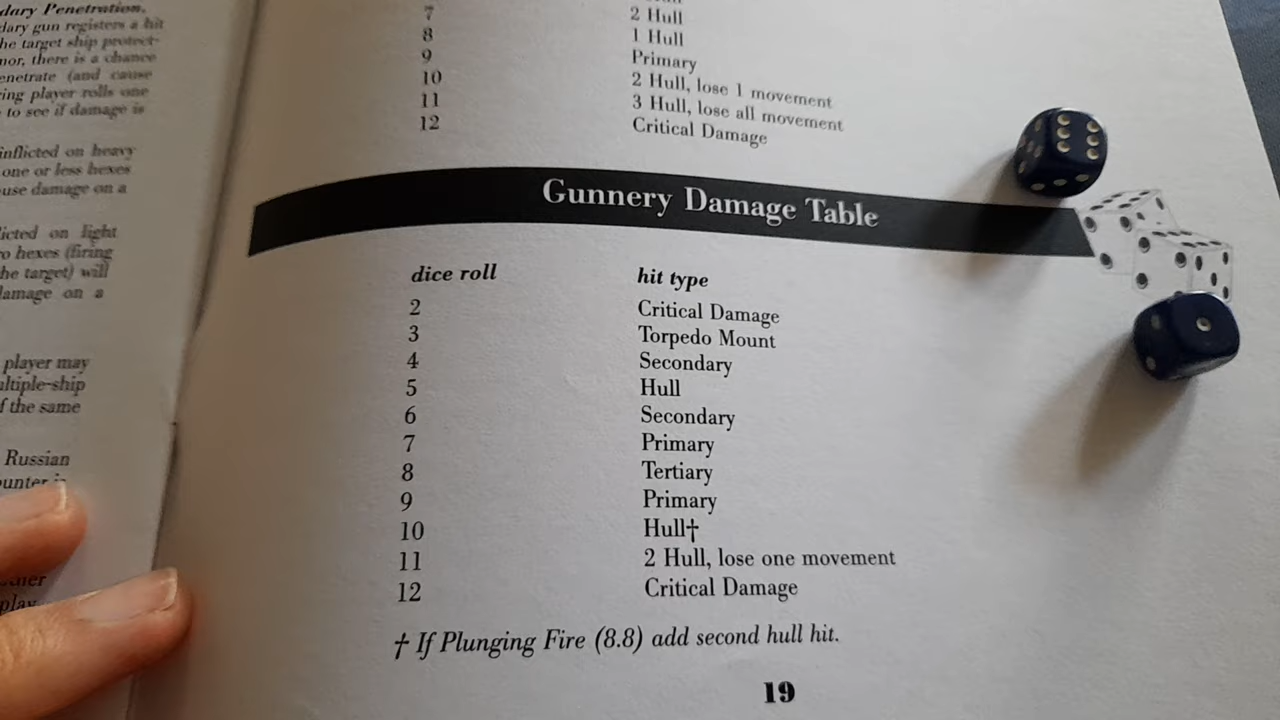 dary Penetration.
dary gun registers a hit
he target ship protect-
mor, there is a chance
enetrate (and cause
ring player rolls one
to see if damage is
inflicted on heavy
one or less hexes
use damage on a
licted on light
o hexes (firing
he target) will
lamage on a
player may
ultiple-ship
f the same
Russian
play
7 2 Hull
8 1 Hull
9 Primary
10 2 Hull, lose 1 movement
11 3 Hull, lose all movement
12 Critical Damage
Gunnery Damage Table
dice roll hit type
2 Critical Damage
3 Torpedo Mount
4 Secondary
5 Hull
6 Secondary
7 Primary
8 Tertiary
9 Primary
10 Hull†
11 2 Hull, lose one movement
12 Critical Damage
† If Plunging Fire (8.8) add second hull hit.
19